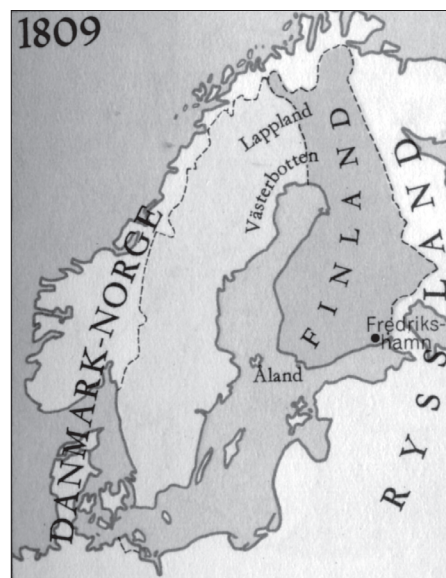 1809
Lappland
Västerbotten
FINLAND
DANMARK-NORGE
Fredriks-
hamn
Åland
RYSSLAND